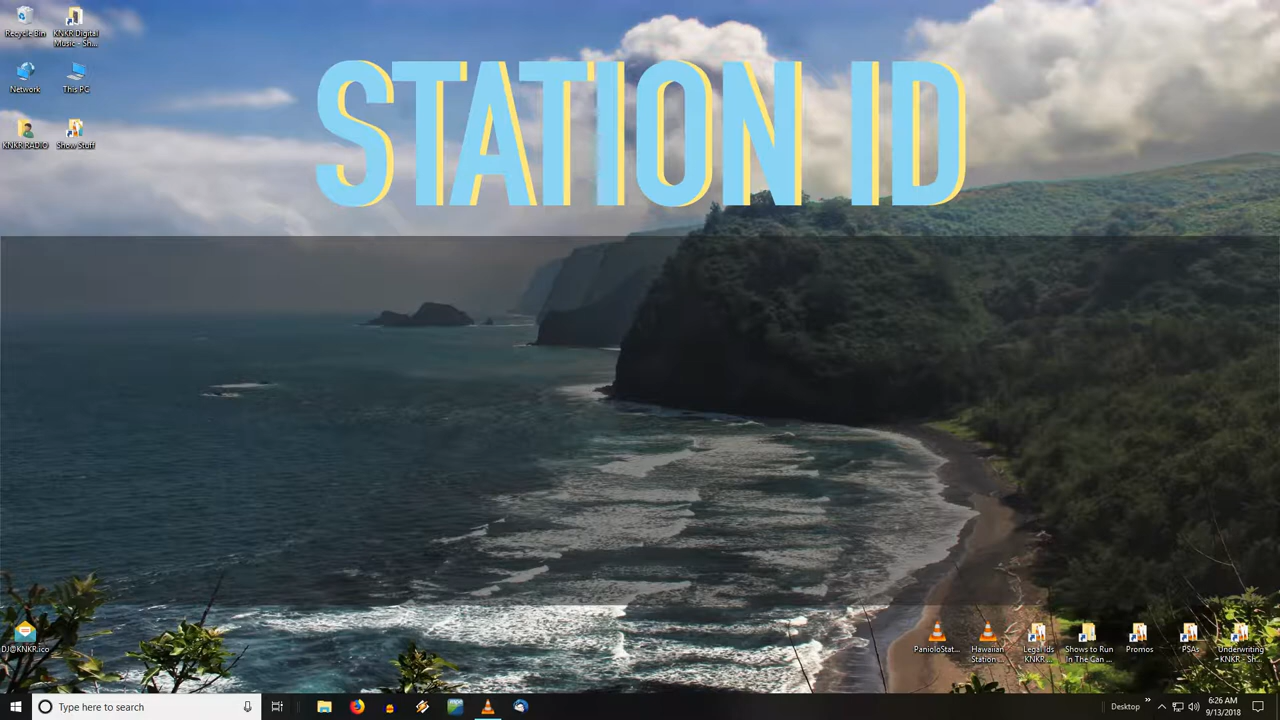 STATION ID
Recycle Bin
KNKR Digital
Music - Sh...
Network
This PC
KNKR RADIO
Show Stuff
DJ@KNKR.ico
PanioloStat...
Hawaiian
Station ...
Legal Ids
KNKR ...
Shows to Run
In The Can ...
Promos
PSAs
Underwriting
- KNKR - Sh...
Type here to search
Desktop
6:26 AM
9/13/2018